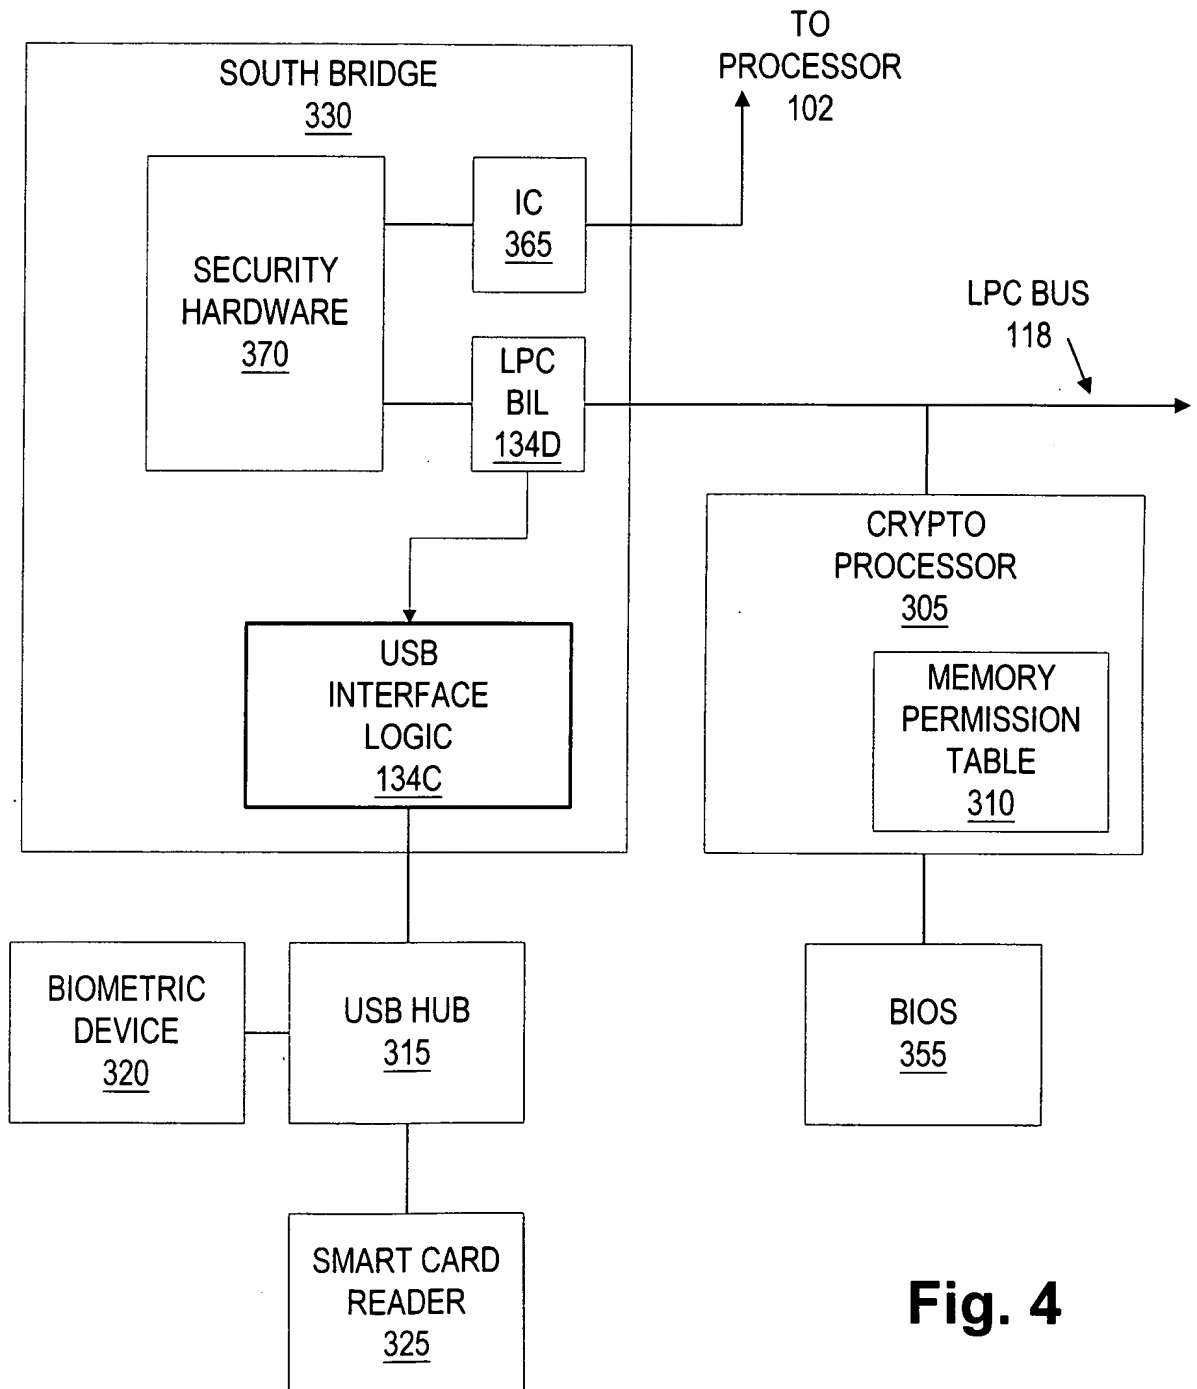 TO
PROCESSOR
102
SOUTH BRIDGE
330
IC
365
SECURITY
HARDWARE
370
LPC
BIL
134D
LPC BUS
118
CRYPTO
PROCESSOR
305
MEMORY
PERMISSION
TABLE
310
USB
INTERFACE
LOGIC
134C
BIOMETRIC
DEVICE
320
USB HUB
315
BIOS
355
SMART CARD
READER
325
Fig. 4